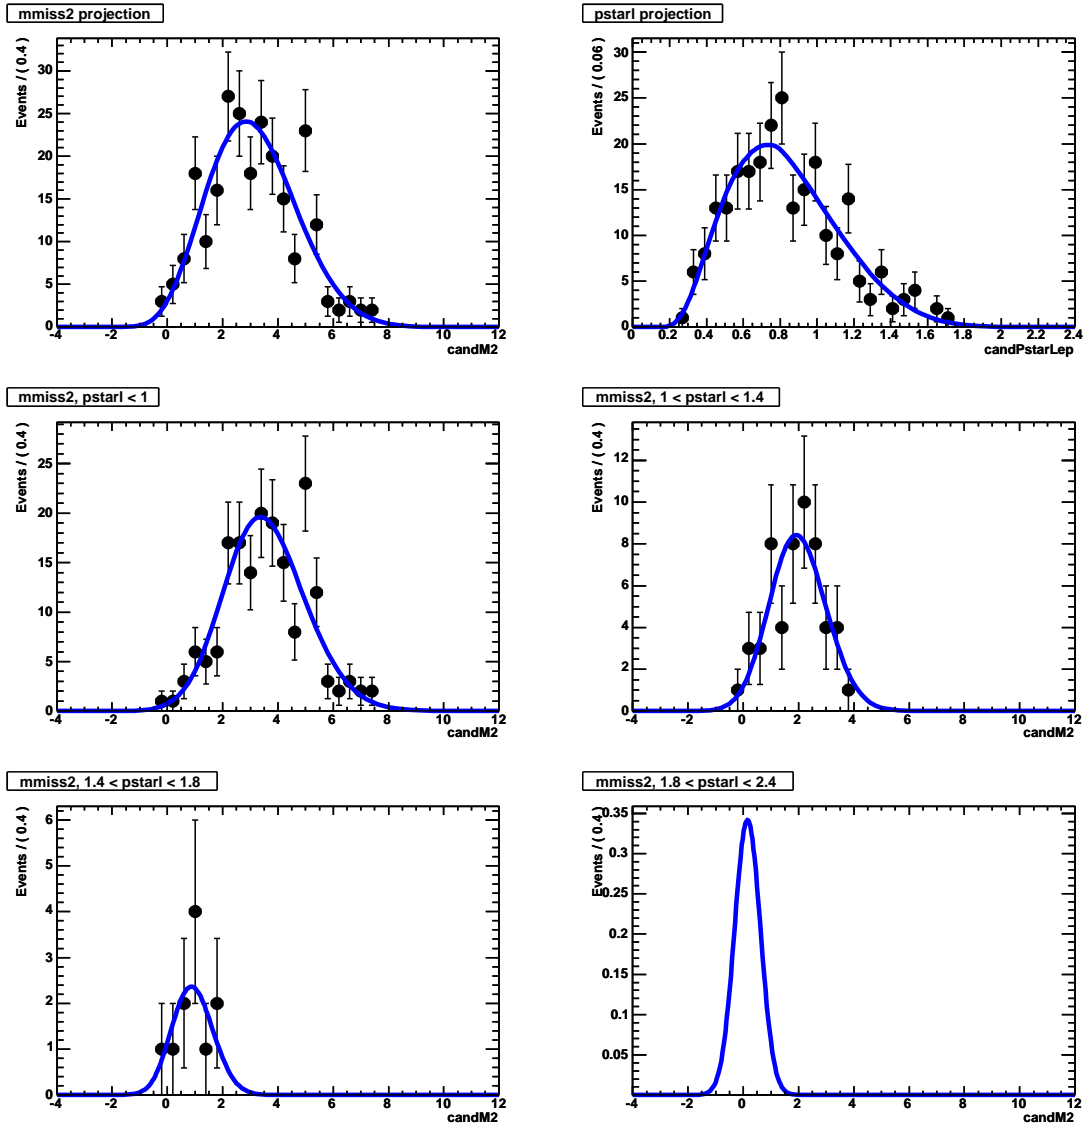 mmiss2 projection
Events / ( 0.4 )
30
25
20
15
10
5
0
-4 -2 0 2 4 6 8 10 12
candM2
pstarl projection
Events / ( 0.06 )
30
25
20
15
10
5
0
0 0.2 0.4 0.6 0.8 1 1.2 1.4 1.6 1.8 2 2.2 2.4
candPstarLep
mmiss2, pstarl < 1
Events / ( 0.4 )
25
20
15
10
5
0
-4 -2 0 2 4 6 8 10 12
candM2
mmiss2, 1 < pstarl < 1.4
Events / ( 0.4 )
12
10
8
6
4
2
0
-4 -2 0 2 4 6 8 10 12
candM2
mmiss2, 1.4 < pstarl < 1.8
Events / ( 0.4 )
6
5
4
3
2
1
0
-4 -2 0 2 4 6 8 10 12
candM2
mmiss2, 1.8 < pstarl < 2.4
Events / ( 0.4 )
0.35
0.3
0.25
0.2
0.15
0.1
0.05
-4 -2 0 2 4 6 8 10 12
candM2